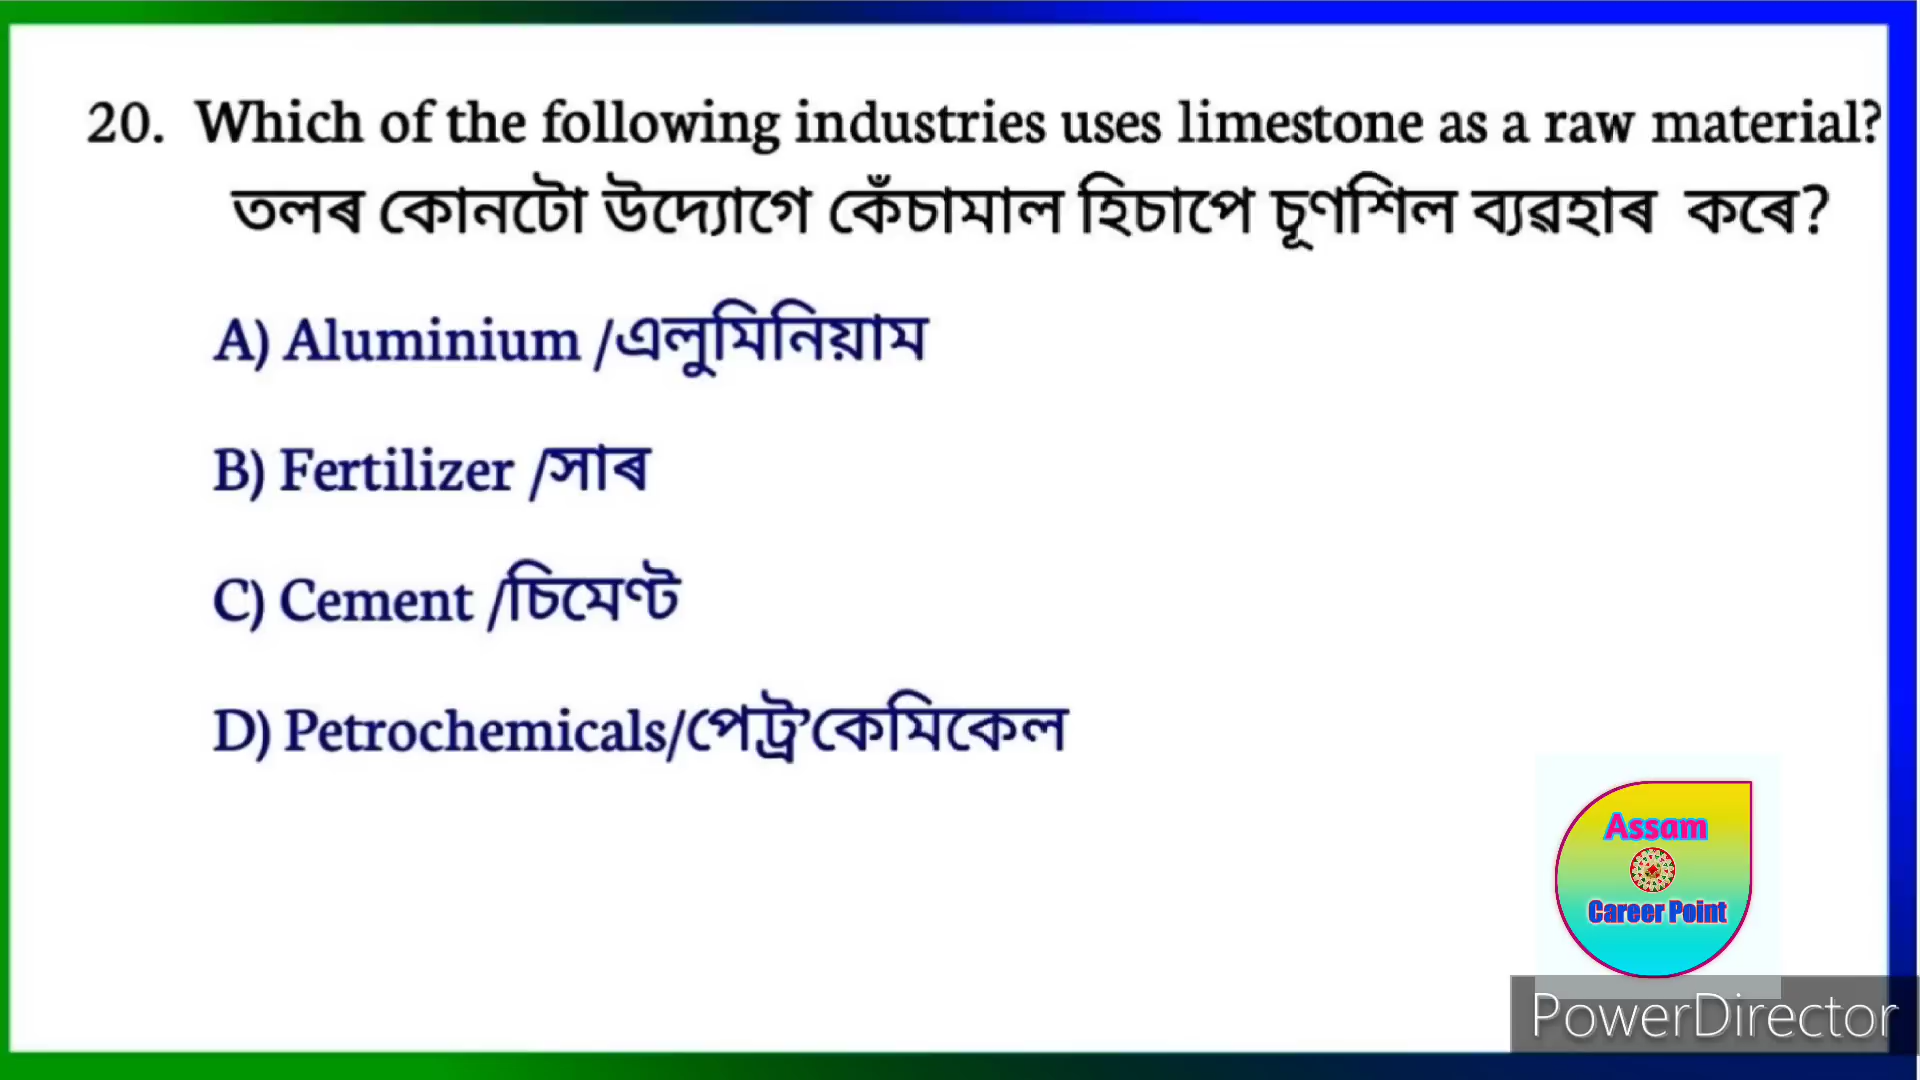 20. Which of the following industries uses limestone as a raw material?
তলৰ কোনটো উদ্যোগে কেঁচামাল হিচাপে চূণশিল ব্যৱহাৰ কৰে?
A) Aluminium /এলুমিনিয়াম
B) Fertilizer /সাৰ
C) Cement /চিমেণ্ট
D) Petrochemicals/পেট্ৰ'কেমিকেল
Assam
Career Point
PowerDirector